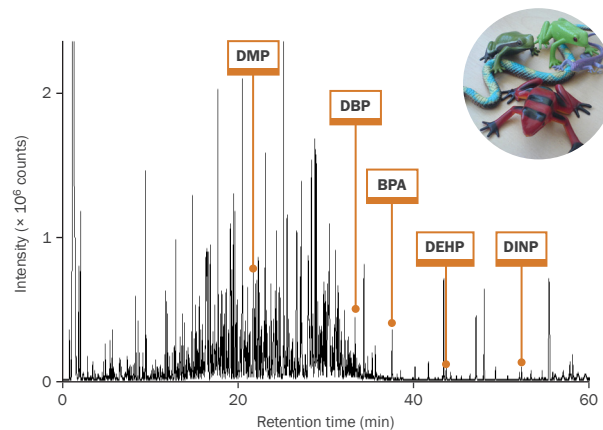 DMP
DBP
BPA
DEHP
DINP
2
1
0
Intensity (× 10⁶ counts)
0
20
40
60
Retention time (min)